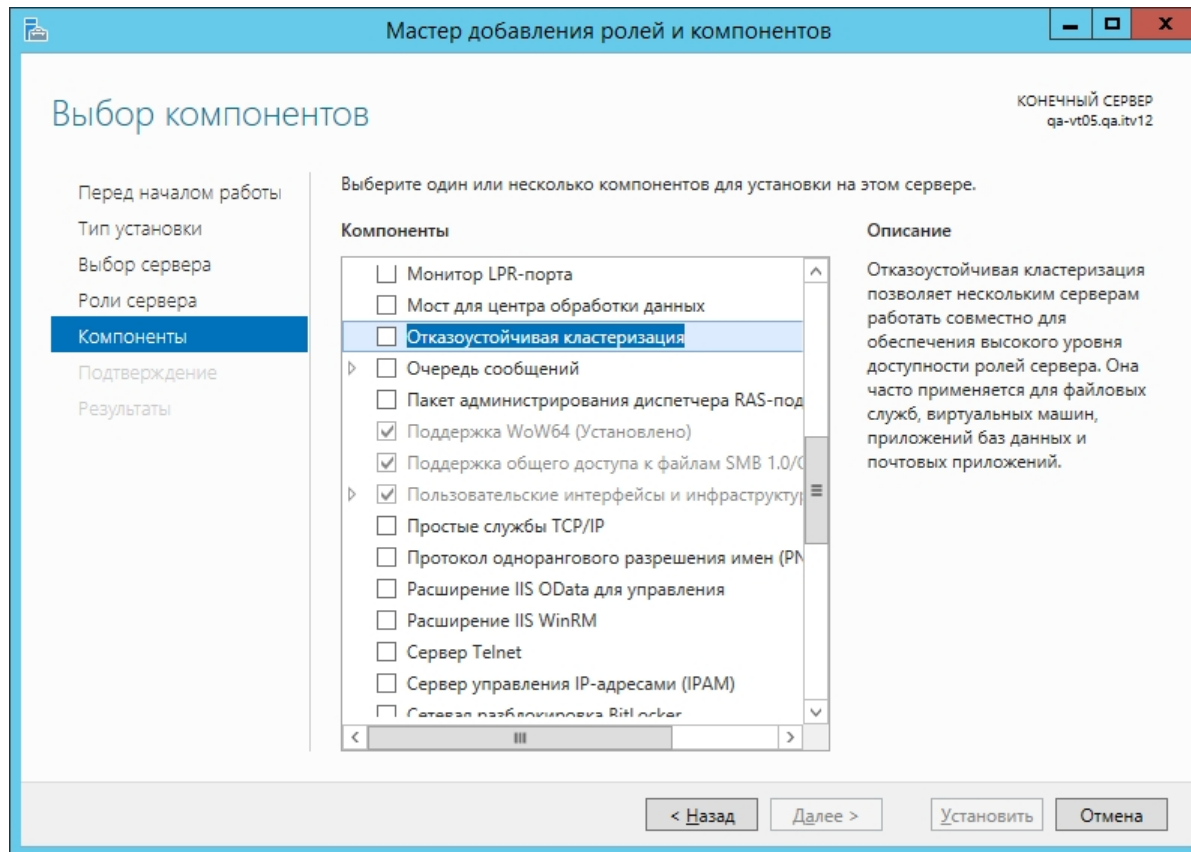 Мастер добавления ролей и компонентов
Выбор компонентов
КОНЕЧНЫЙ СЕРВЕР
qa-vt05.qa.itv12
Перед началом работы
Тип установки
Выбор сервера
Роли сервера
Компоненты
Подтверждение
Результаты
Выберите один или несколько компонентов для установки на этом сервере.
Компоненты
Монитор LPR-порта
Мост для центра обработки данных
Отказоустойчивая кластеризация
Очередь сообщений
Пакет администрирования диспетчера RAS-под
Поддержка WoW64 (Установлено)
Поддержка общего доступа к файлам SMB 1.0/C
Пользовательские интерфейсы и инфраструктур
Простые службы TCP/IP
Протокол однорангового разрешения имен (PN
Расширение IIS OData для управления
Расширение IIS WinRM
Сервер Telnet
Сервер управления IP-адресами (IPAM)
Сетевая разблокировка BitLocker
Описание
Отказоустойчивая кластеризация
позволяет нескольким серверам
работать совместно для
обеспечения высокого уровня
доступности ролей сервера. Она
часто применяется для файловых
служб, виртуальных машин,
приложений баз данных и
почтовых приложений.
< Назад
Далее >
Установить
Отмена